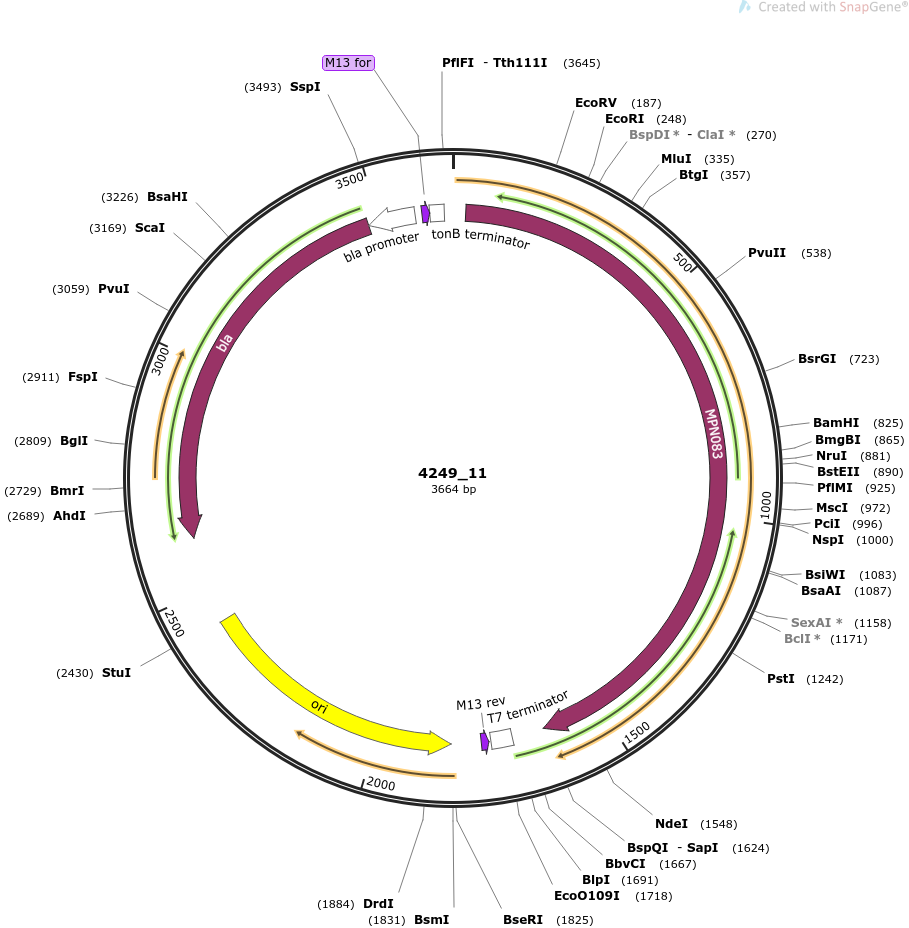 Created with SnapGene®
M13 for
PflFI - Tth111I (3645)
(3493) SspI
EcoRV (187)
EcoRI (248)
BspDI * - ClaI * (270)
MluI (335)
BtgI (357)
3500
(3226) BsaHI
(3169) ScaI
bla promoter
tonB terminator
500
PvuII (538)
(3059) PvuI
bla
3000
BsrGI (723)
(2911) FspI
MPN083
BamHI (825)
(2809) BglI
BmgBI (865)
NruI (881)
4249_11
BstEII (890)
3664 bp
PflMI (925)
(2729) BmrI
1000
MscI (972)
(2689) AhdI
PciI (996)
NspI (1000)
BsiWI (1083)
BsaAI (1087)
2500
SexAI * (1158)
BclI * (1171)
(2430) StuI
PstI (1242)
ori
M13 rev
T7 terminator
1500
2000
NdeI (1548)
BspQI - SapI (1624)
BbvCI (1667)
BlpI (1691)
EcoO109I (1718)
(1884) DrdI
(1831) BsmI
BseRI (1825)